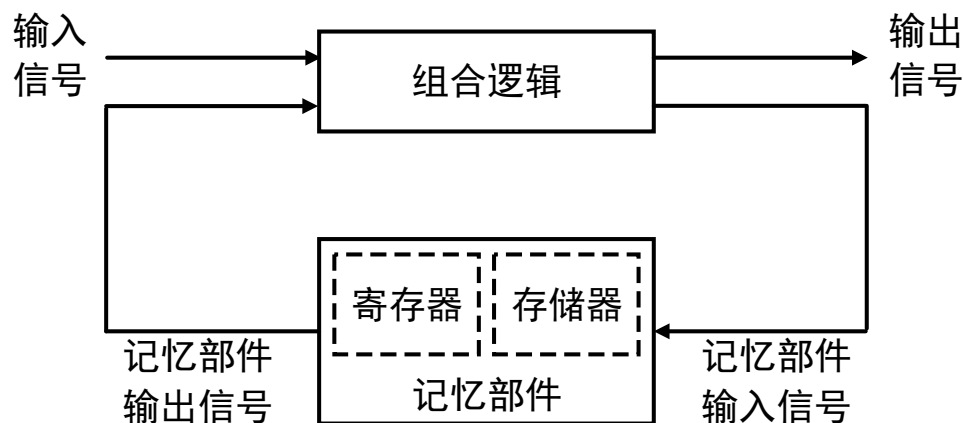 输入
信号
组合逻辑
输出
信号
寄存器
存储器
记忆部件
记忆部件
输出信号
记忆部件
输入信号